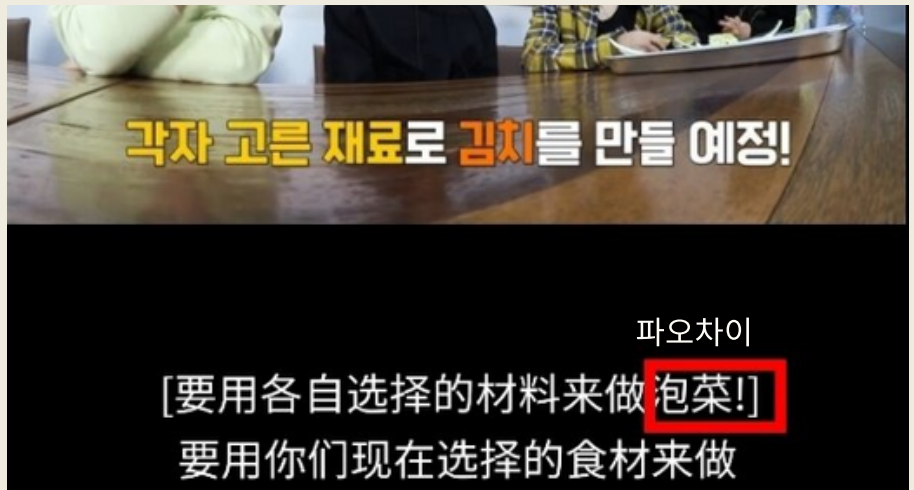 각자 고른 재료로 김치를 만들 예정!
파오차이
[要用各自选择的材料来做泡菜!]
要用你们现在选择的食材来做